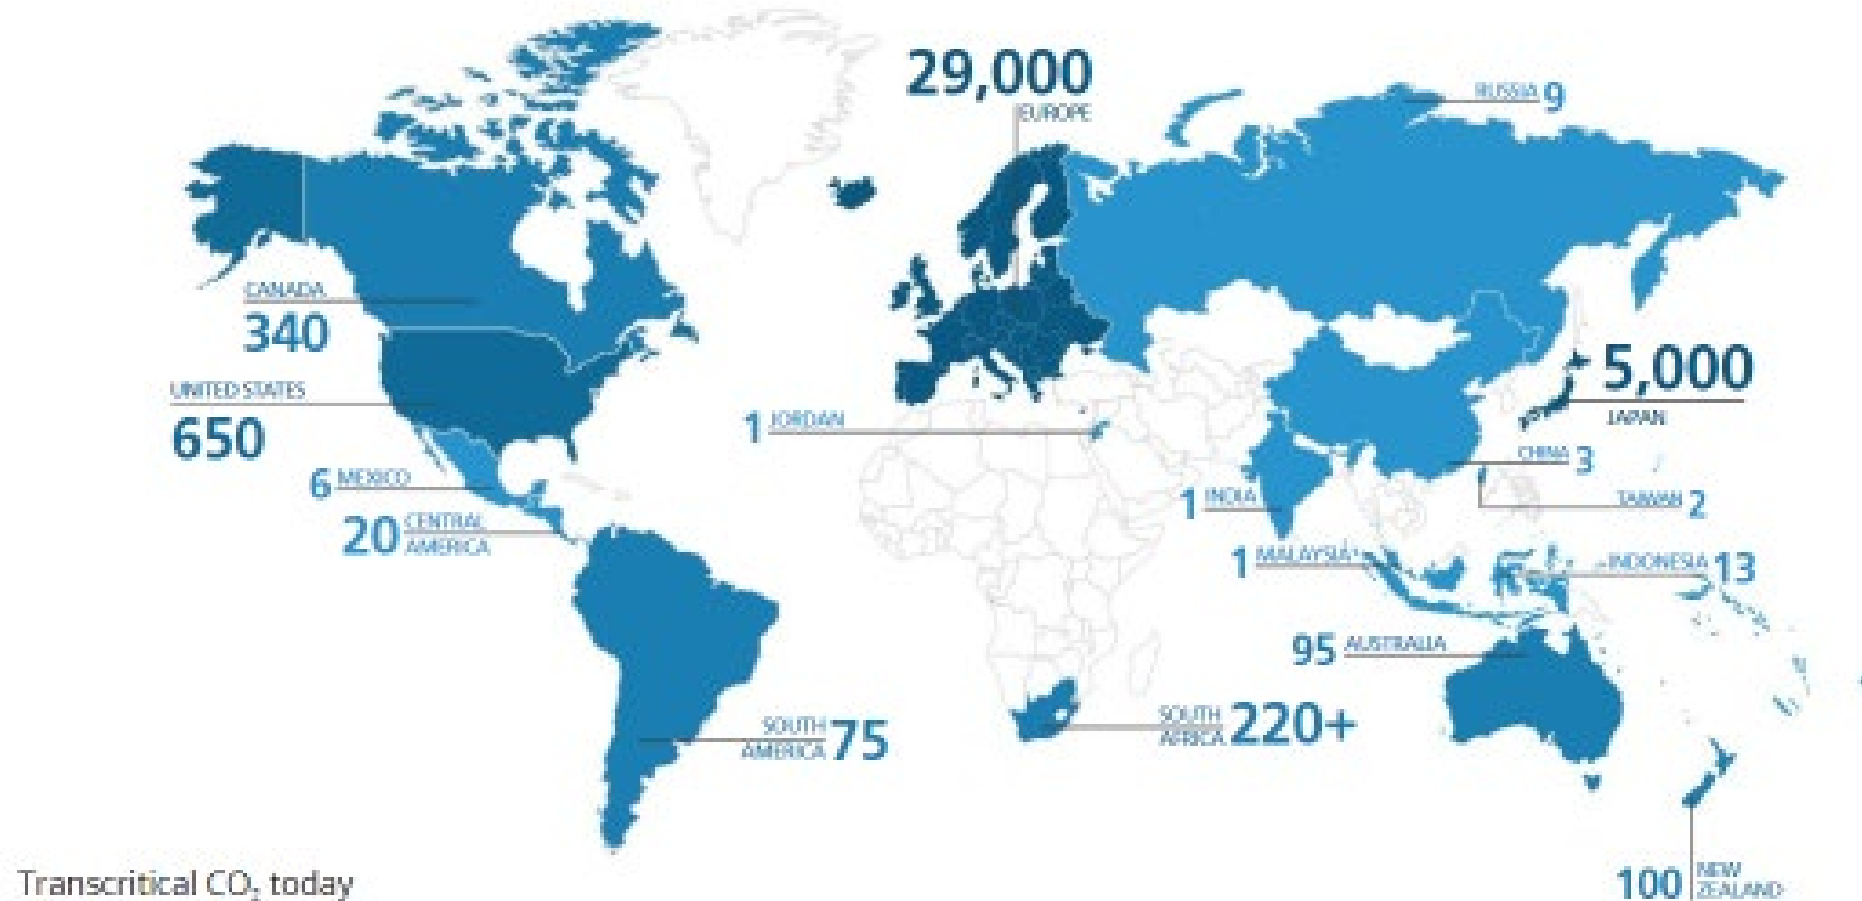 29,000
EUROPE
RUSSIA 9
CANADA
340
UNITED STATES
650
5,000
JAPAN
1 JORDAN
CHINA 3
6 MEXICO
1 INDIA
TAIWAN 2
20 CENTRAL
AMERICA
1 MALAYSIA
INDONESIA 13
95 AUSTRALIA
SOUTH
AMERICA 75
SOUTH
AFRICA 220+
100 NEW
ZEALAND
Transcritical CO₂ today